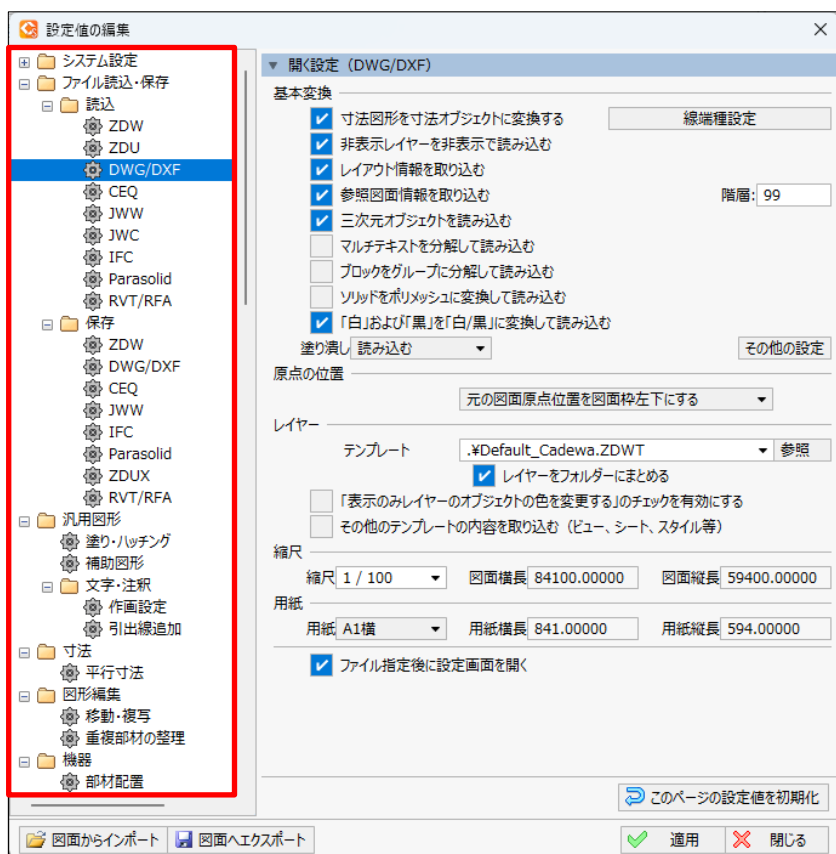 設定値の編集
システム設定
ファイル読込・保存
読込
ZDW
ZDU
DWG/DXF
CEQ
JWW
JWC
IFC
Parasolid
RVT/RFA
保存
ZDW
DWG/DXF
CEQ
JWW
IFC
Parasolid
ZDUX
RVT/RFA
汎用図形
塗り・ハッチング
補助図形
文字・注釈
作画設定
引出線追加
寸法
平行寸法
図形編集
移動・複写
重複部材の整理
機器
部材配置
開く設定（DWG/DXF）
基本変換
寸法図形を寸法オブジェクトに変換する 線端種設定
非表示レイヤーを非表示で読み込む
レイアウト情報を取り込む
参照図面情報を取り込む 階層: 99
三次元オブジェクトを読み込む
マルチテキストを分解して読み込む
ブロックをグループに分解して読み込む
ソリッドをポリメッシュに変換して読み込む
「白」および「黒」を「白/黒」に変換して読み込む
塗り潰し 読み込む その他の設定
原点の位置
元の図面原点位置を図面枠左下にする
レイヤー
テンプレート .¥Default_Cadewa.ZDWT 参照
レイヤーをフォルダーにまとめる
「表示のみレイヤーのオブジェクトの色を変更する」のチェックを有効にする
その他のテンプレートの内容を取り込む（ビュー、シート、スタイル等）
縮尺
縮尺 1 / 100 図面横長 84100.00000 図面縦長 59400.00000
用紙
用紙 A1横 用紙横長 841.00000 用紙縦長 594.00000
ファイル指定後に設定画面を開く
このページの設定値を初期化
図面からインポート 図面へエクスポート 適用 閉じる